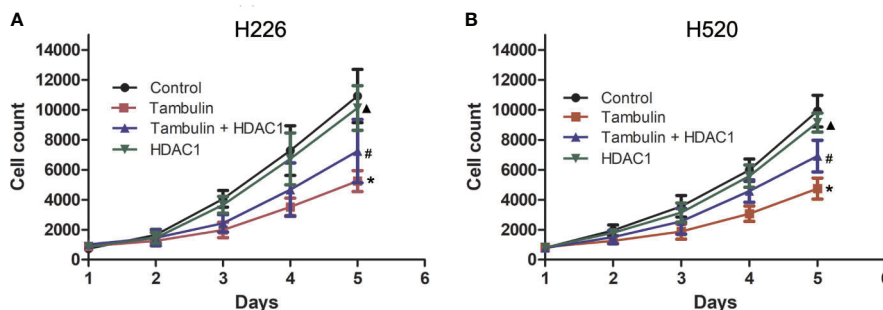 A
H226
14000
12000
10000
8000
6000
4000
2000
0
Cell count
Control
Tambulin
Tambulin + HDAC1
HDAC1
▲
#
*
1 2 3 4 5 6
Days
B
H520
14000
12000
10000
8000
6000
4000
2000
0
Cell count
Control
Tambulin
Tambulin + HDAC1
HDAC1
▲
#
*
1 2 3 4 5
Days